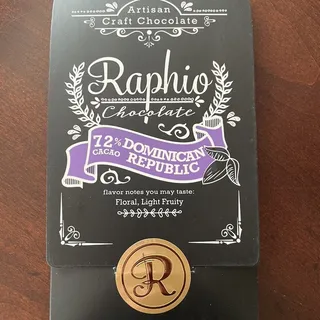 Artisan
Craft Chocolate
Raphio
Chocolate
72% DOMINICAN
CACAO REPUBLIC
flavor notes you may taste:
Floral, Light Fruity
R